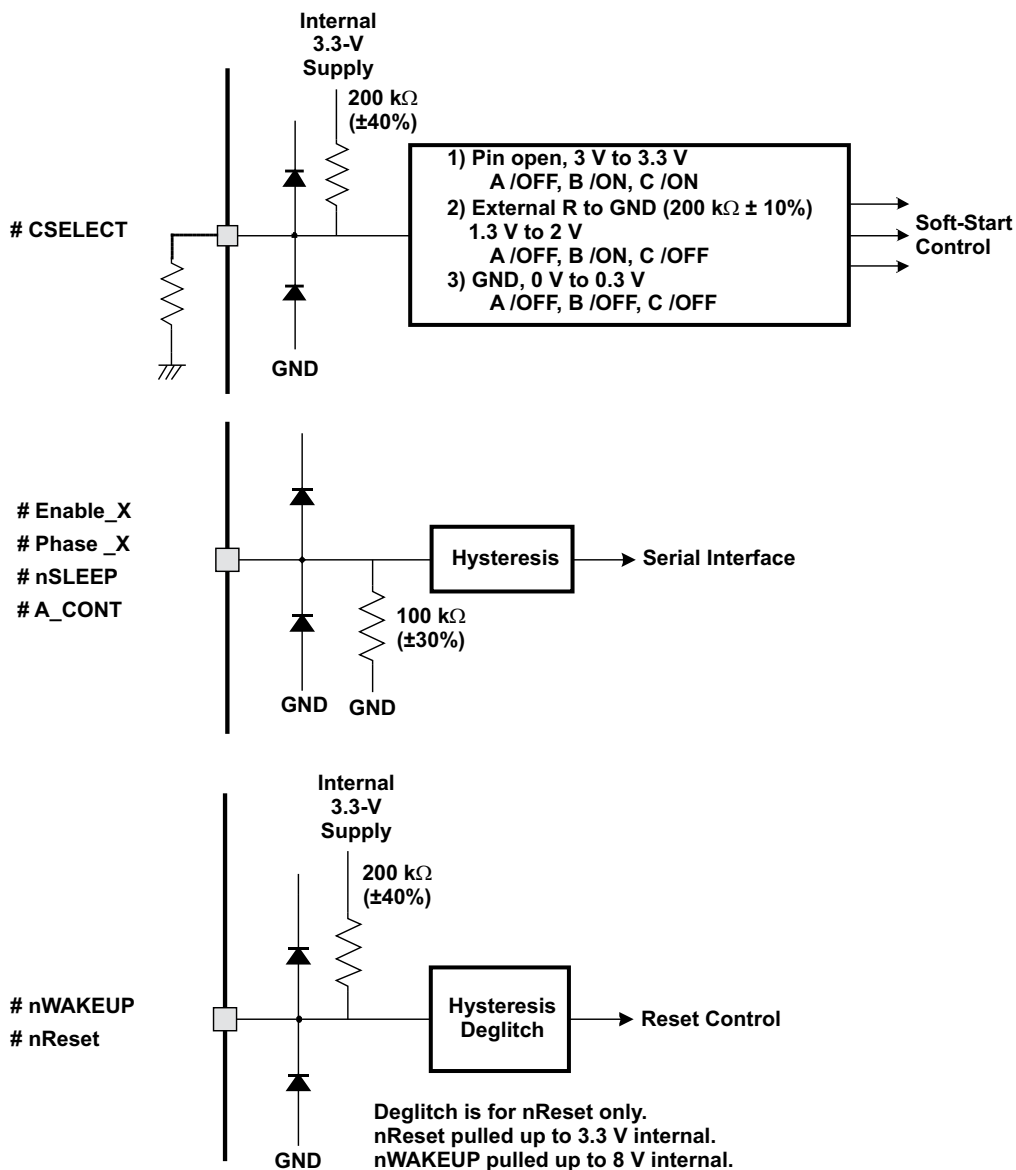 Internal
3.3-V
Supply
200 kΩ
(±40%)
# CSELECT
1) Pin open, 3 V to 3.3 V
A /OFF, B /ON, C /ON
2) External R to GND (200 kΩ ± 10%)
1.3 V to 2 V
A /OFF, B /ON, C /OFF
3) GND, 0 V to 0.3 V
A /OFF, B /OFF, C /OFF
Soft-Start
Control
GND
# Enable_X
# Phase _X
# nSLEEP
# A_CONT
Hysteresis
Serial Interface
100 kΩ
(±30%)
GND
GND
Internal
3.3-V
Supply
200 kΩ
(±40%)
# nWAKEUP
# nReset
Hysteresis
Deglitch
Reset Control
GND
Deglitch is for nReset only.
nReset pulled up to 3.3 V internal.
nWAKEUP pulled up to 8 V internal.